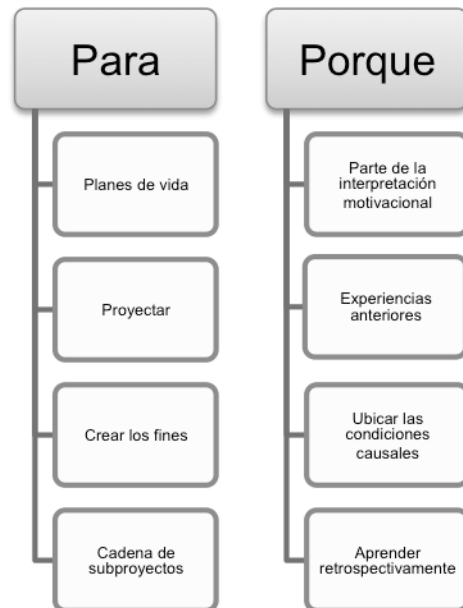 Para
Planes de vida
Proyectar
Crear los fines
Cadena de
subproyectos
Porque
Parte de la
interpretación
motivacional
Experiencias
anteriores
Ubicar las
condiciones
causales
Aprender
retrospectivamente